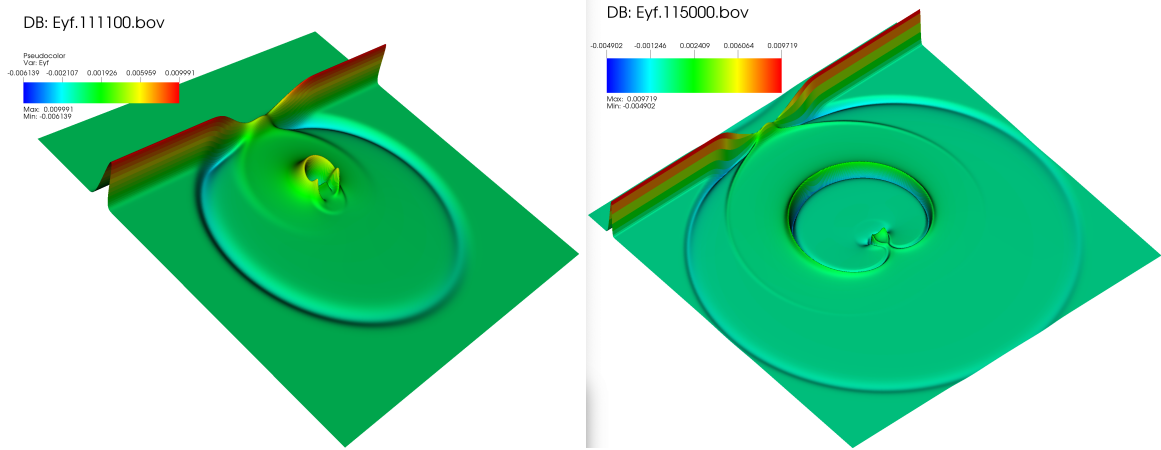 DB: Eyf.111100.bov
Pseudocolor
Var: Eyf
-0.006139 -0.002107 0.001926 0.005959 0.009991
Max: 0.009991
Min: -0.006139
DB: Eyf.115000.bov
-0.004902 -0.001246 0.002409 0.006064 0.009719
Max: 0.009719
Min: -0.004902